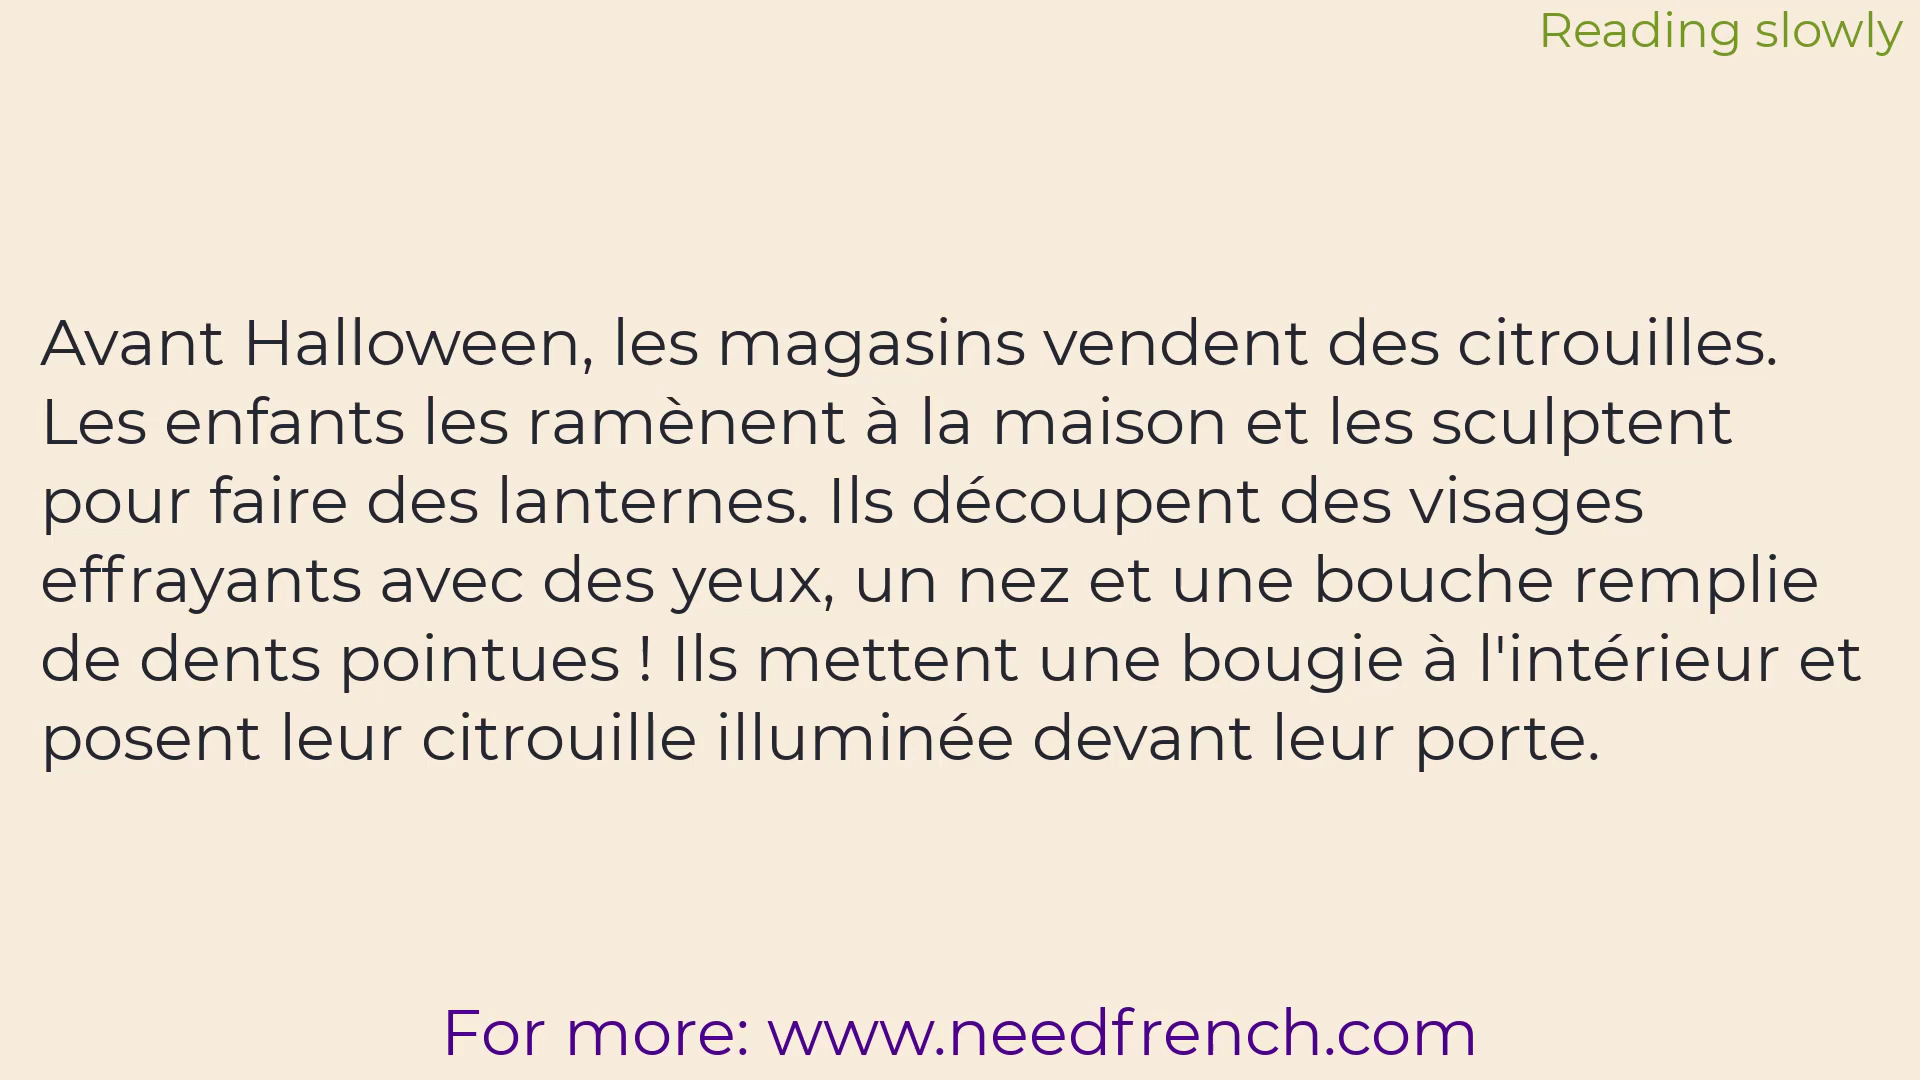 Reading slowly
Avant Halloween, les magasins vendent des citrouilles.
Les enfants les ramènent à la maison et les sculptent
pour faire des lanternes. Ils découpent des visages
effrayants avec des yeux, un nez et une bouche remplie
de dents pointues ! Ils mettent une bougie à l'intérieur et
posent leur citrouille illuminée devant leur porte.
For more: www.needfrench.com